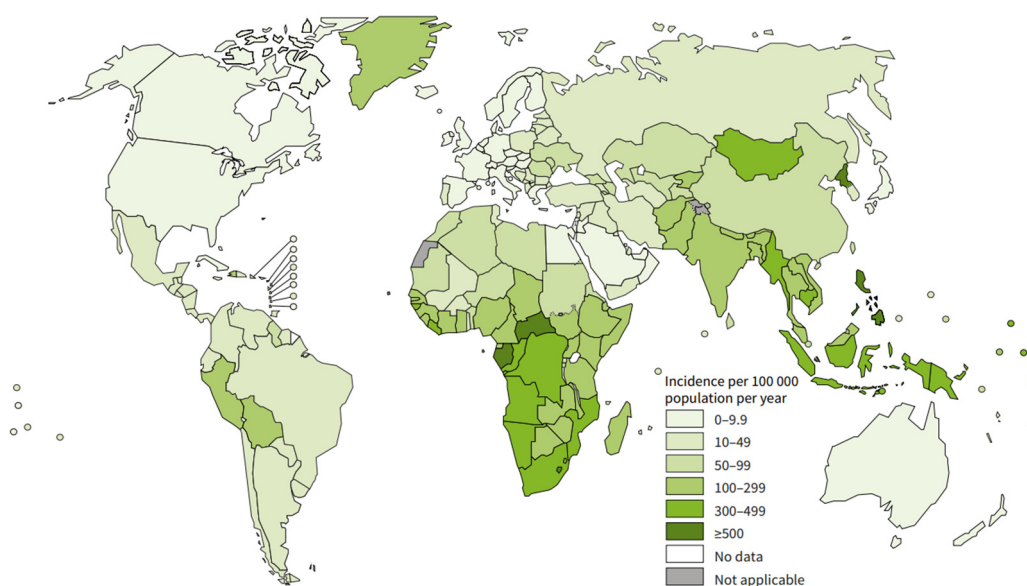 Incidence per 100 000
population per year
0–9.9
10–49
50–99
100–299
300–499
≥500
No data
Not applicable